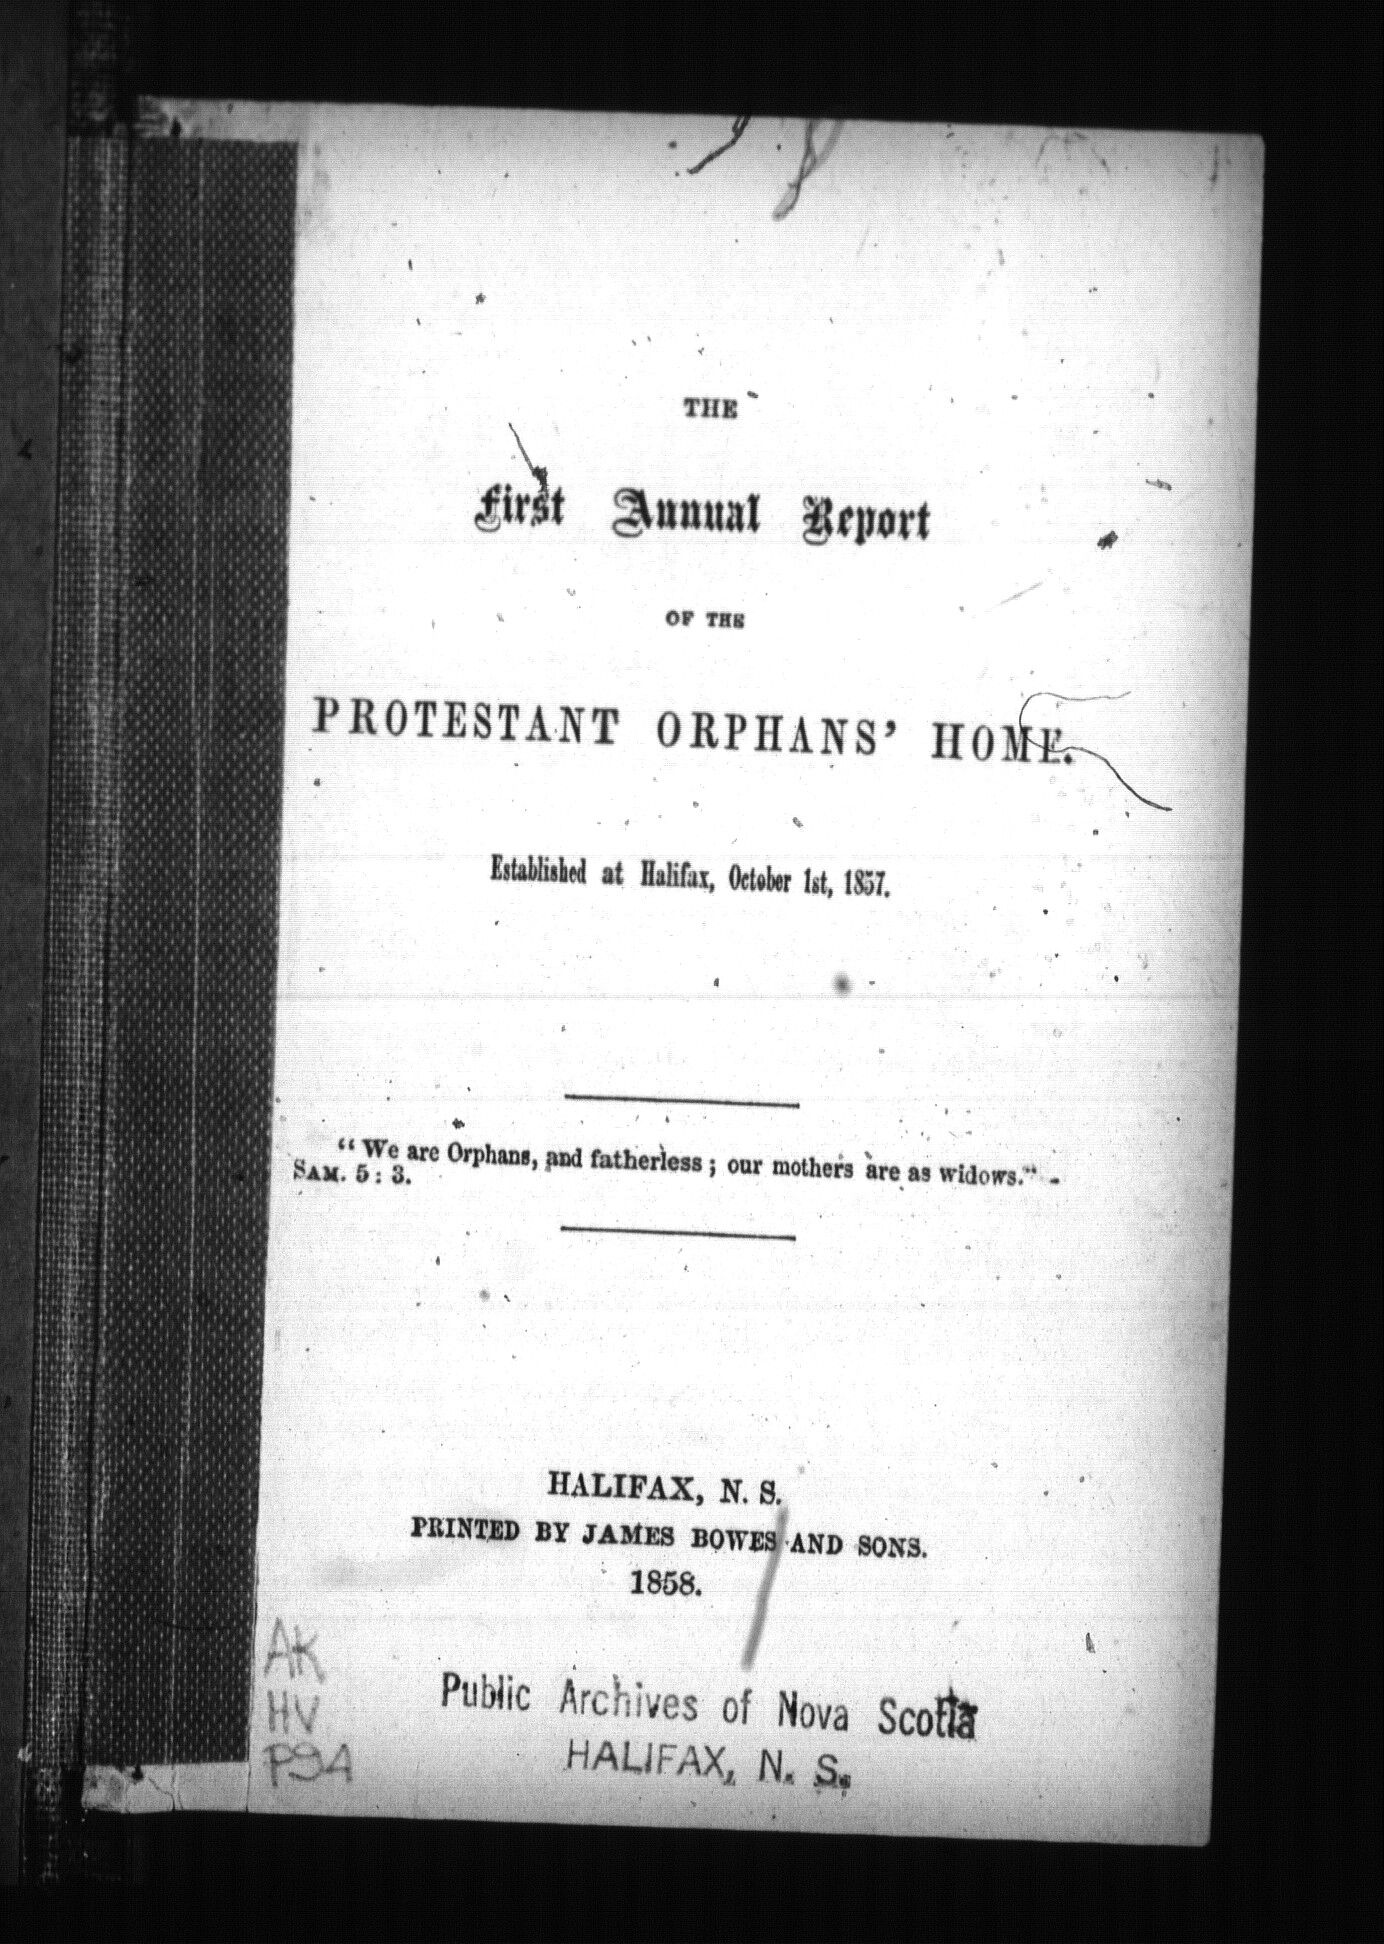 THE
First Annual Report
OF THE
PROTESTANT ORPHANS' HOME.
Established at Halifax, October 1st, 1857.
"We are Orphans, and fatherless; our mothers are as widows."-
SAM. 5: 3.
HALIFAX, N. S.
PRINTED BY JAMES BOWES AND SONS.
1858.
Public Archives of Nova Scotia
HALIFAX, N. S.
AK
HV
P9A